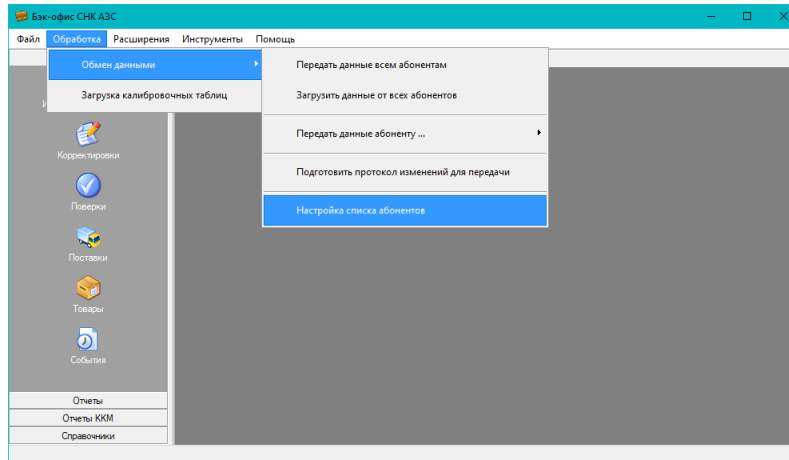 Бэк-офис СНК АЗС
Файл Обработка Расширения Инструменты Помощь
Обмен данными
Загрузка калибровочных таблиц
Передать данные всем абонентам
Загрузить данные от всех абонентов
Передать данные абоненту ...
Подготовить протокол изменений для передачи
Настройка списка абонентов
Корректировки
Поверки
Поставки
Товары
События
Отчеты
Отчеты ККМ
Справочники